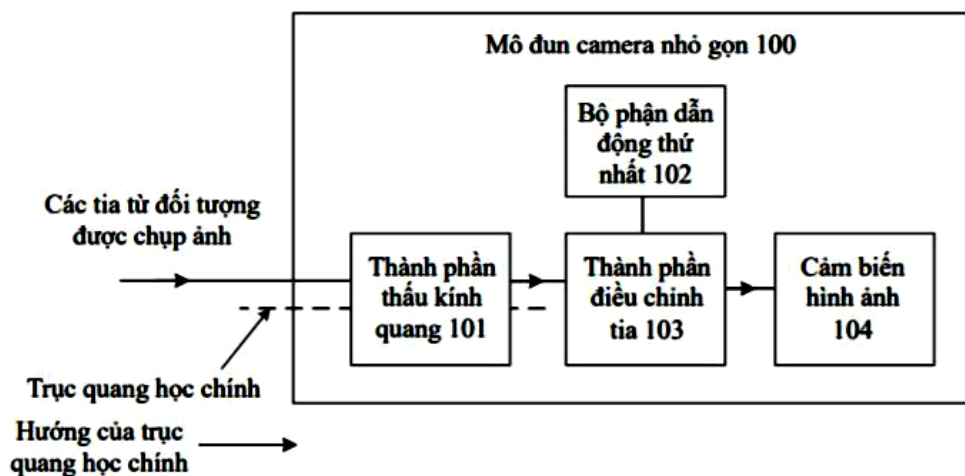 Mô đun camera nhỏ gọn 100
Bộ phận dẫn
động thứ
nhất 102
Các tia từ đối tượng
được chụp ảnh
Thành phần
thấu kính
quang 101
Thành phần
điều chỉnh
tia 103
Cảm biến
hình ảnh
104
Trục quang học chính
Hướng của trục
quang học chính